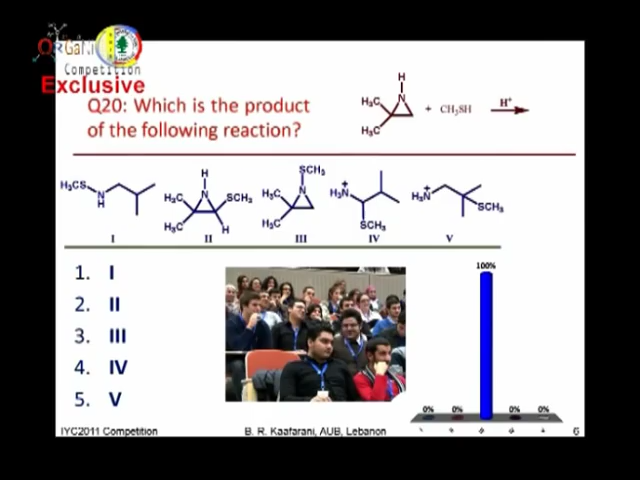 ORGaNi
Competition
Exclusive
Q20: Which is the product
of the following reaction?
H
N
H₃C
H₃C
+ CH₃SH
H⁺
H₃CS
N
H
I
H
N
H₃C
H₃C
SCH₃
H
II
SCH₃
N
H₃C
H₃C
III
+
H₃N
SCH₃
IV
+
H₃N
SCH₃
V
1. I
2. II
3. III
4. IV
5. V
100%
0% 0% 0% 0%
IYC2011 Competition
B. R. Kaafarani, AUB, Lebanon
6